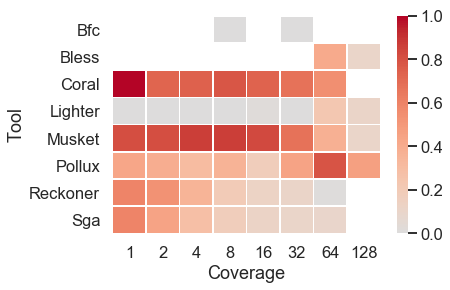 Tool
Bfc
Bless
Coral
Lighter
Musket
Pollux
Reckoner
Sga
1 2 4 8 16 32 64 128
Coverage
1.0
0.8
0.6
0.4
0.2
0.0